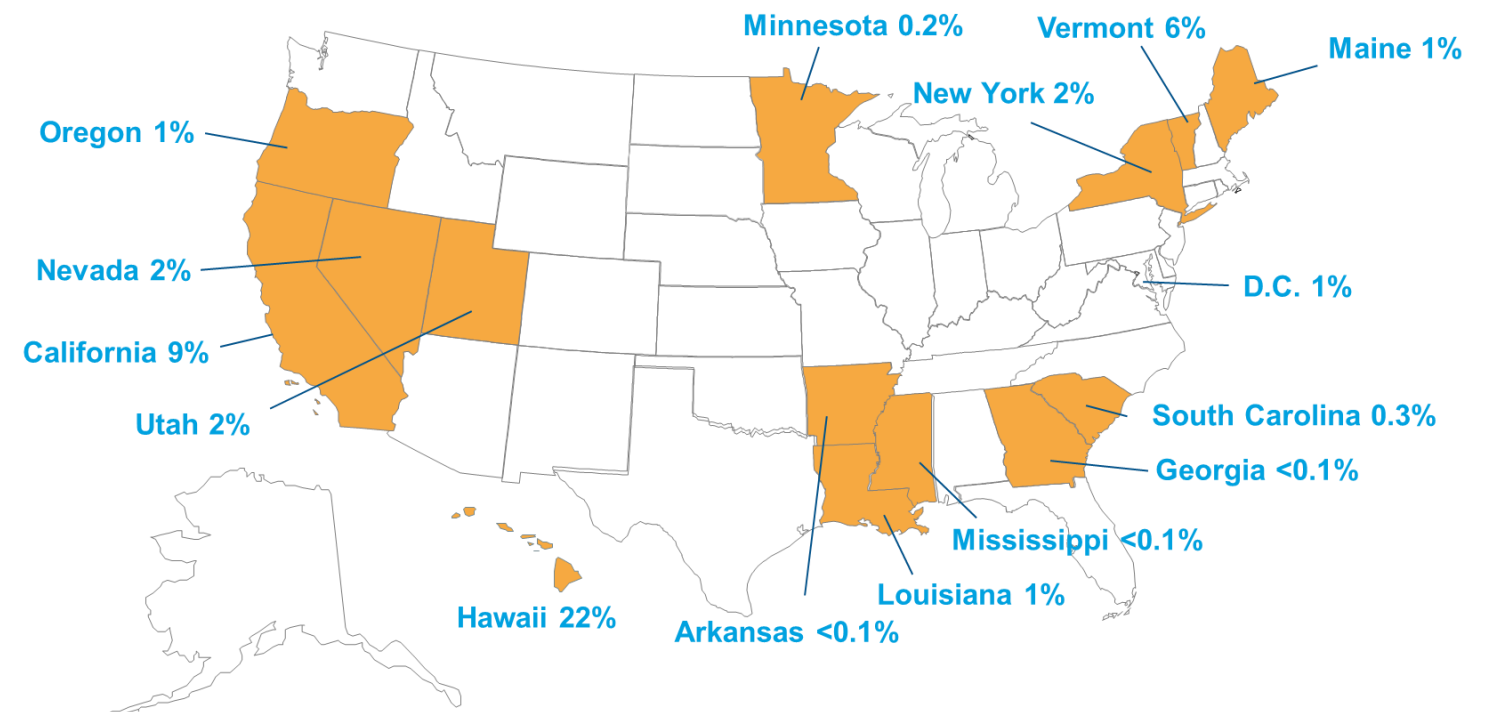 Minnesota 0.2%
Vermont 6%
Maine 1%
New York 2%
Oregon 1%
Nevada 2%
D.C. 1%
California 9%
Utah 2%
South Carolina 0.3%
Georgia <0.1%
Mississippi <0.1%
Louisiana 1%
Hawaii 22%
Arkansas <0.1%